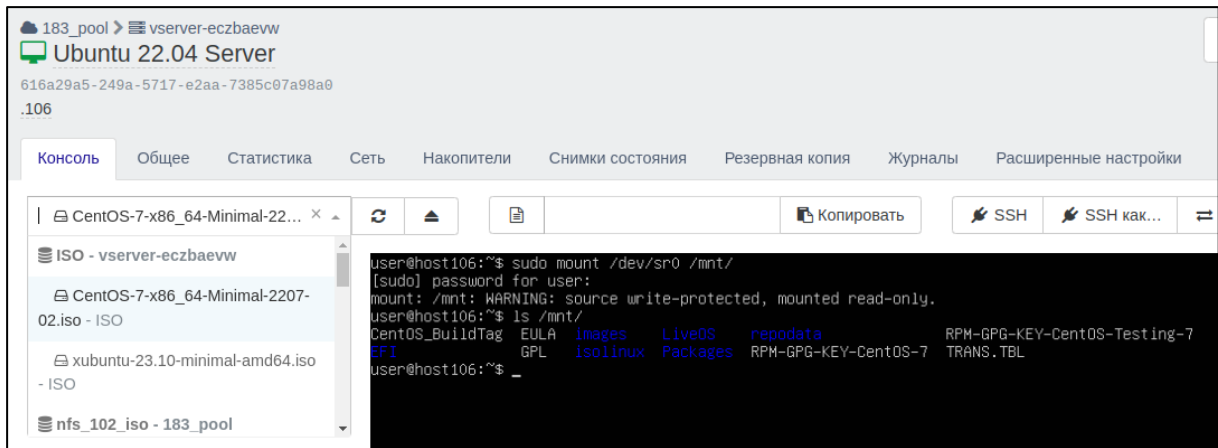 183_pool > vserver-eczbaevw
Ubuntu 22.04 Server
616a29a5-249a-5717-e2aa-7385c07a98a0
.106
Консоль Общее Статистика Сеть Накопители Снимки состояния Резервная копия Журналы Расширенные настройки
CentOS-7-x86_64-Minimal-22... × Копировать SSH SSH как...
ISO - vserver-eczbaevw
CentOS-7-x86_64-Minimal-2207-
02.iso - ISO
xubuntu-23.10-minimal-amd64.iso
- ISO
nfs_102_iso - 183_pool
user@host106:~$ sudo mount /dev/sr0 /mnt/
[sudo] password for user:
mount: /mnt: WARNING: source write-protected, mounted read-only.
user@host106:~$ ls /mnt/
CentOS_BuildTag EULA images LiveOS repodata RPM-GPG-KEY-CentOS-Testing-7
EFI GPL isolinux Packages RPM-GPG-KEY-CentOS-7 TRANS.TBL
user@host106:~$ _